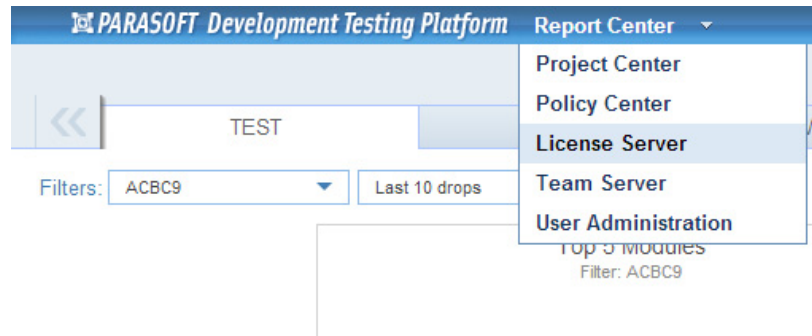 PARASOFT Development Testing Platform Report Center
Project Center
Policy Center
License Server
Team Server
User Administration
TEST
Filters: ACBC9 Last 10 drops
Top 5 Modules
Filter: ACBC9